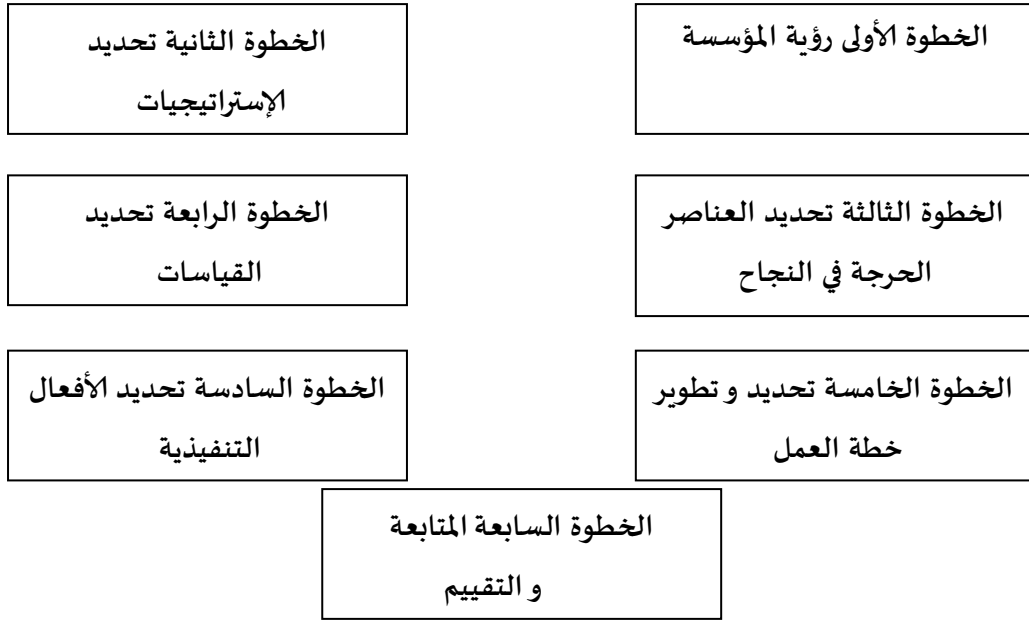 الخطوة الأولى رؤية المؤسسة
الخطوة الثانية تحديد
الإستراتيجيات
الخطوة الثالثة تحديد العناصر
الحرجة في النجاح
الخطوة الرابعة تحديد
القياسات
الخطوة الخامسة تحديد و تطوير
خطة العمل
الخطوة السادسة تحديد الأفعال
التنفيذية
الخطوة السابعة المتابعة
و التقييم